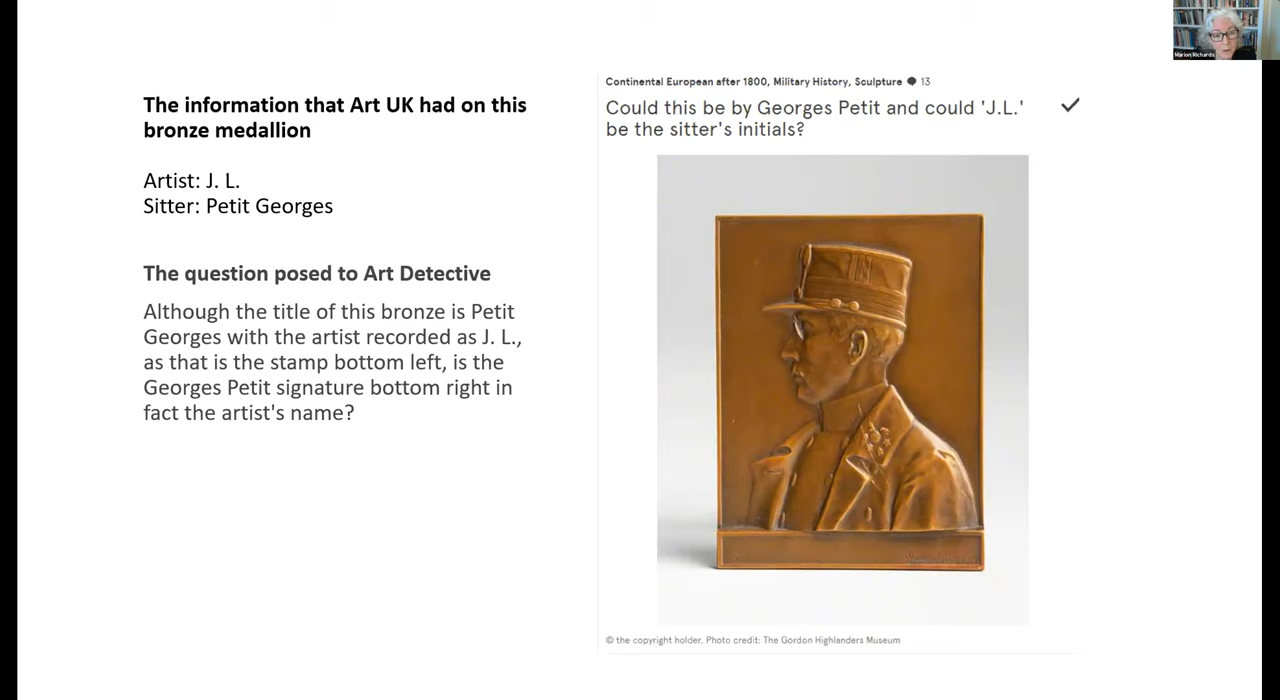 The information that Art UK had on this
bronze medallion
Artist: J. L.
Sitter: Petit Georges
The question posed to Art Detective
Although the title of this bronze is Petit
Georges with the artist recorded as J. L.,
as that is the stamp bottom left, is the
Georges Petit signature bottom right in
fact the artist's name?
Continental European after 1800, Military History, Sculpture 13
Could this be by Georges Petit and could 'J.L.'
be the sitter's initials?
© the copyright holder. Photo credit: The Gordon Highlanders Museum
Marion Richards